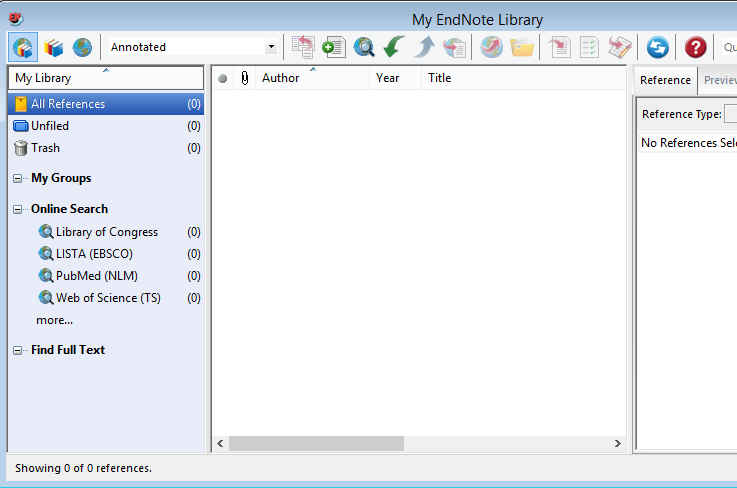 My EndNote Library
Annotated
?
Qu
My Library
All References (0)
Unfiled (0)
Trash (0)
My Groups
Online Search
Library of Congress (0)
LISTA (EBSCO) (0)
PubMed (NLM) (0)
Web of Science (TS) (0)
more...
Find Full Text
Author Year Title
Reference Previe
Reference Type:
No References Sele
Showing 0 of 0 references.